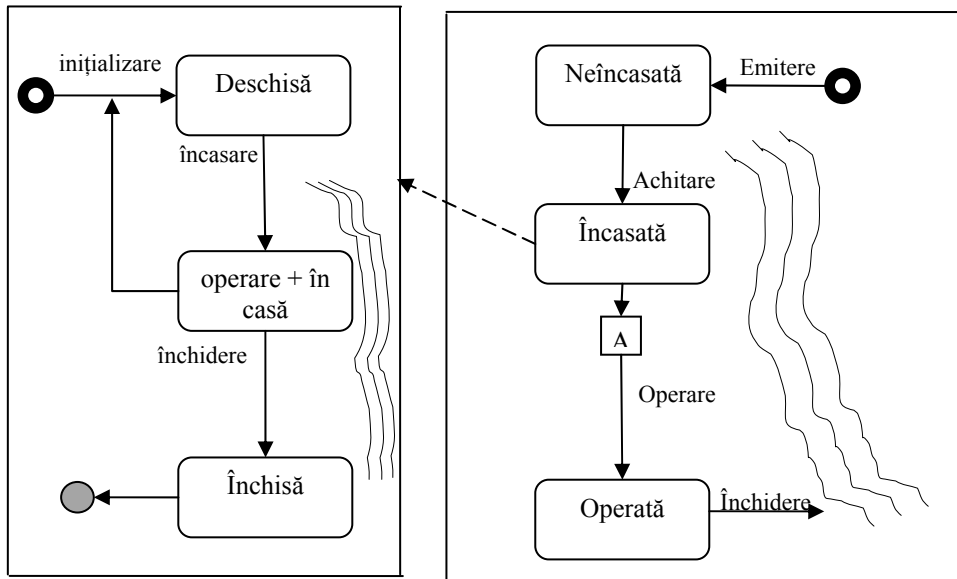 inițializare
Deschisă
încasare
operare + în
casă
închidere
Închisă
Neîncasată
Emitere
Achitare
Încasată
A
Operare
Operată
Închidere